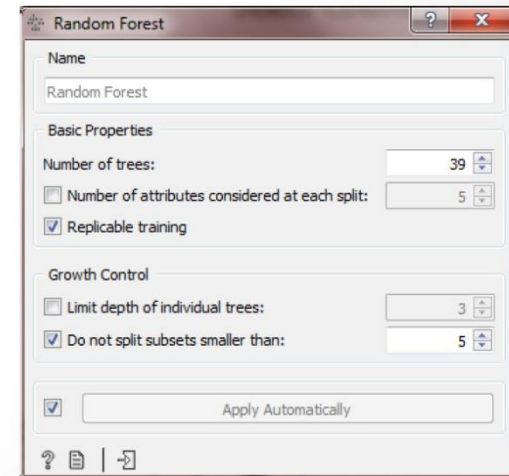 Random Forest
Name
Random Forest
Basic Properties
Number of trees: 39
Number of attributes considered at each split: 5
Replicable training
Growth Control
Limit depth of individual trees: 3
Do not split subsets smaller than: 5
Apply Automatically